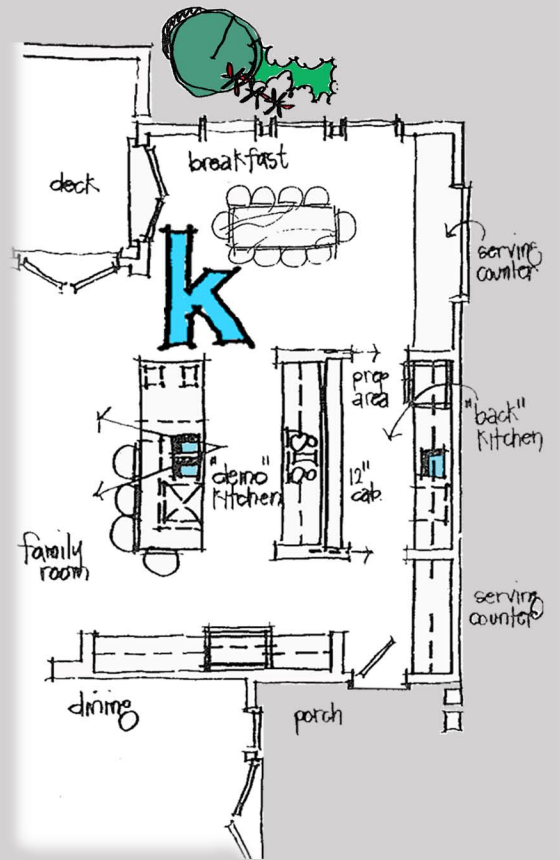 breakfast
deck
serving
counter
k
prep
area
"back"
kitchen
"demo"
kitchen
12"
cab.
family
room
serving
counter
dining
porch